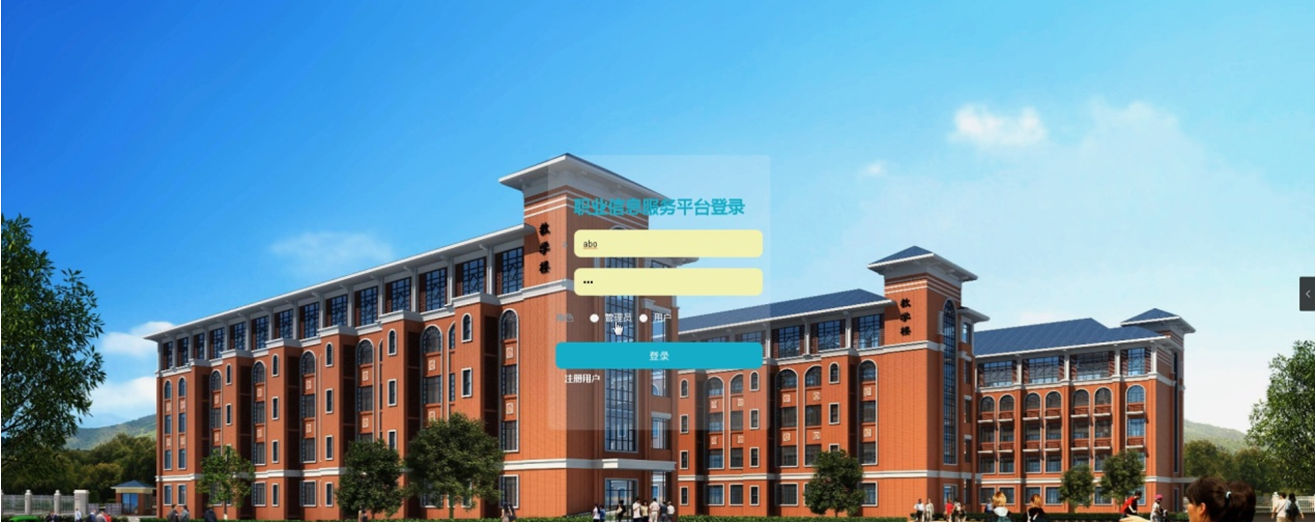 教学楼
职业信息服务平台登录
abo
角色 管理员 用户
登录
注册用户
教学楼